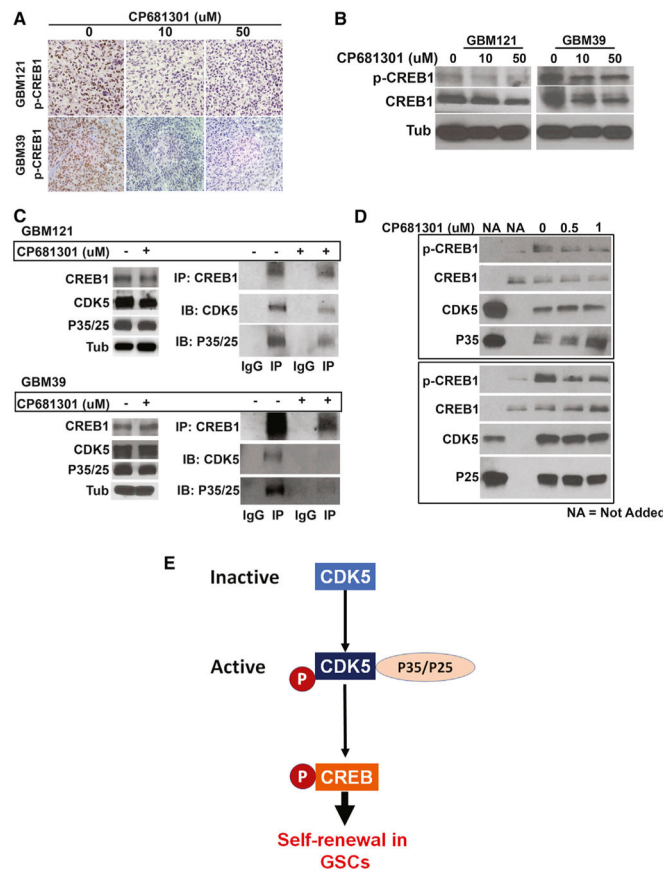 A
CP681301 (uM)
0 10 50
GBM121
p-CREB1
GBM39
p-CREB1
B
GBM121 GBM39
CP681301 (uM) 0 10 50 0 10 50
p-CREB1
CREB1
Tub
C
GBM121
CP681301 (uM) - + - - + +
CREB1
CDK5
P35/25
Tub
IP: CREB1
IB: CDK5
IB: P35/25
IgG IP IgG IP
GBM39
CP681301 (uM) - + - - + +
CREB1
CDK5
P35/25
Tub
IP: CREB1
IB: CDK5
IB: P35/25
IgG IP IgG IP
D
CP681301 (uM) NA NA 0 0.5 1
p-CREB1
CREB1
CDK5
P35
p-CREB1
CREB1
CDK5
P25
NA = Not Added
E
Inactive CDK5
Active CDK5 P35/P25
P
P CREB
Self-renewal in
GSCs